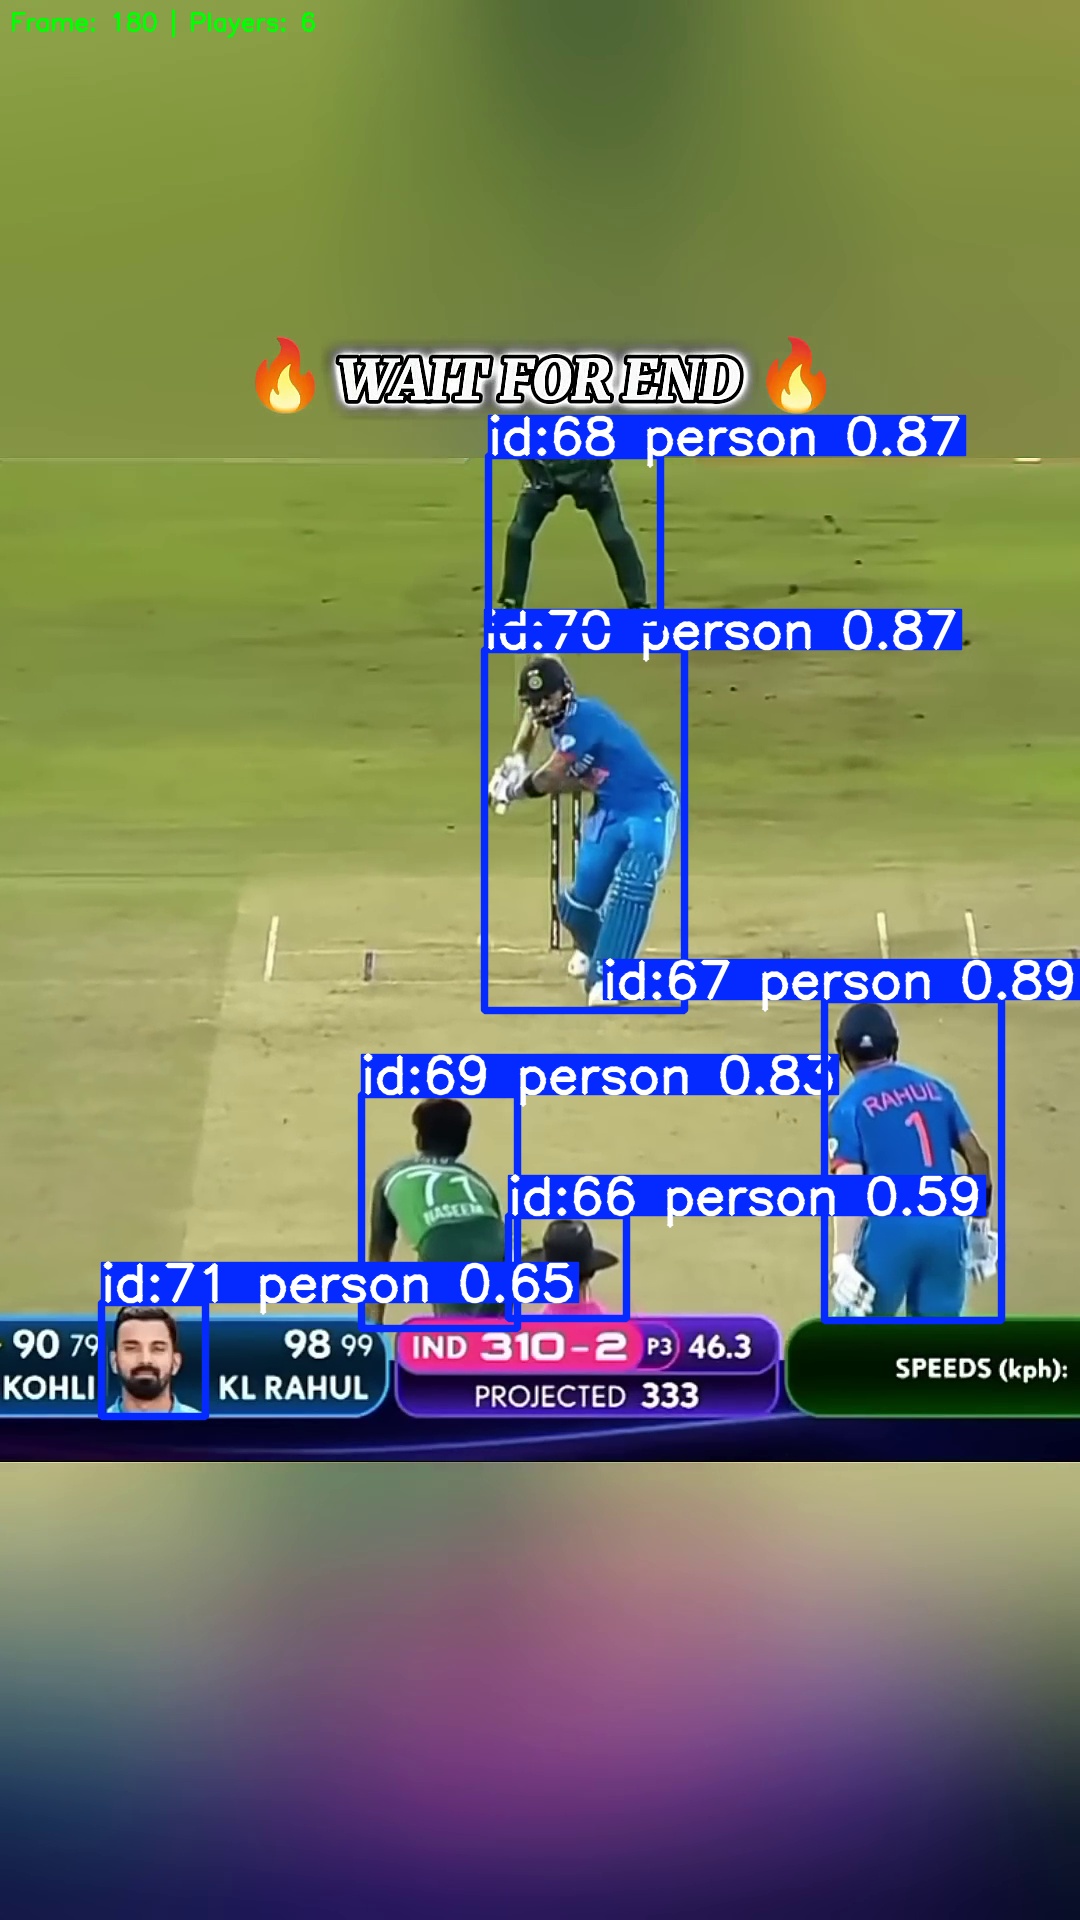 Frame: 180 | Players: 6
🔥 WAIT FOR END 🔥
id:68 person 0.87
id:70 person 0.87
id:67 person 0.89
id:69 person 0.83
RAHUL
1
71
NASEEM
id:66 person 0.59
id:71 person 0.65
90 79
KOHLI
98 99
KL RAHUL
IND 310-2 P3 46.3
PROJECTED 333
SPEEDS (kph):